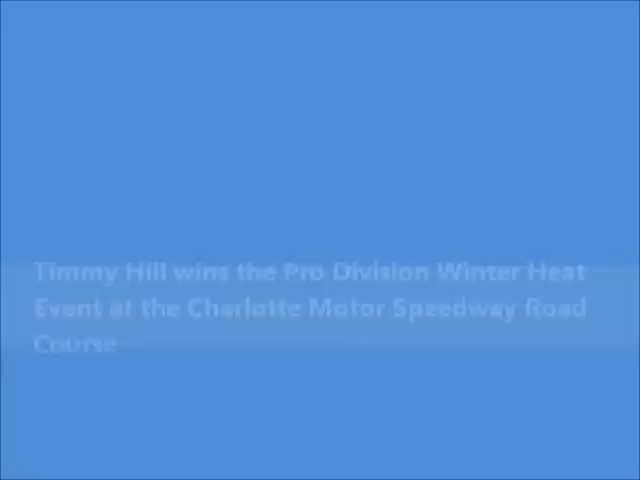 Timmy Hill wins the Pro Division Winter Heat
Event at the Charlotte Motor Speedway Road
Course